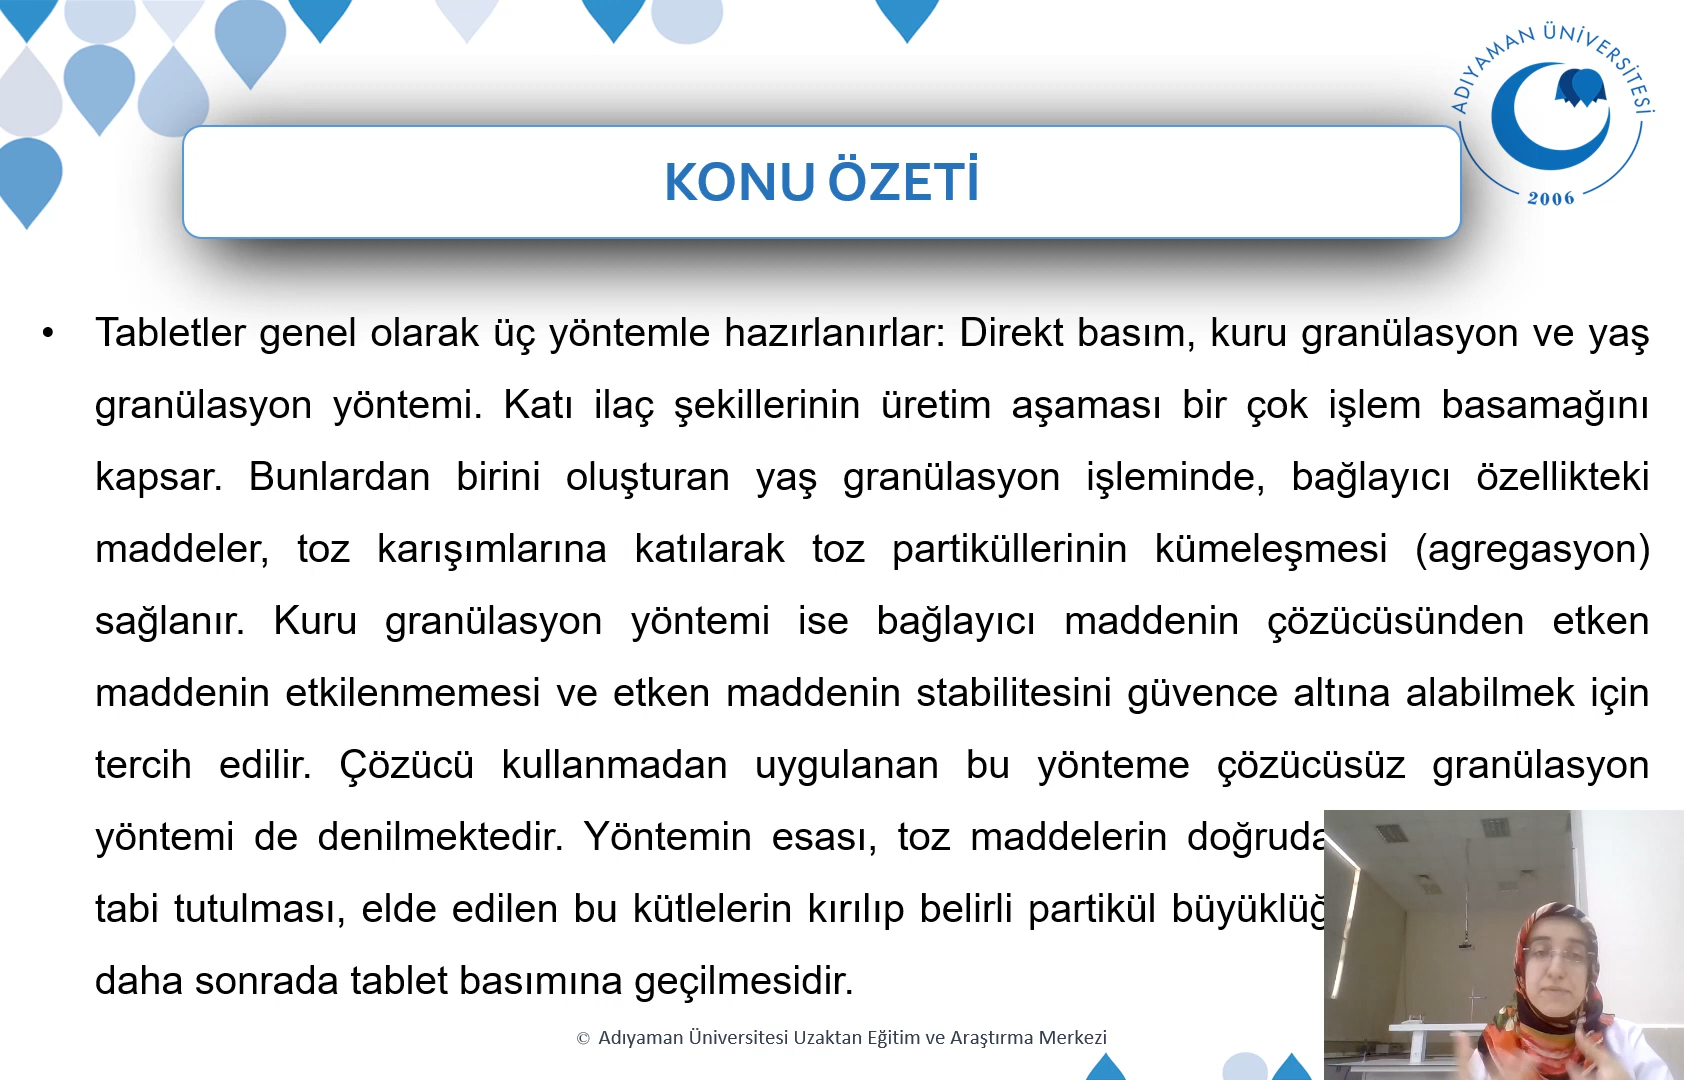 ADIYAMAN ÜNİVERSİTESİ
2006
KONU ÖZETİ
• Tabletler genel olarak üç yöntemle hazırlanırlar: Direkt basım, kuru granülasyon ve yaş
granülasyon yöntemi. Katı ilaç şekillerinin üretim aşaması bir çok işlem basamağını
kapsar. Bunlardan birini oluşturan yaş granülasyon işleminde, bağlayıcı özellikteki
maddeler, toz karışımlarına katılarak toz partiküllerinin kümeleşmesi (agregasyon)
sağlanır. Kuru granülasyon yöntemi ise bağlayıcı maddenin çözücüsünden etken
maddenin etkilenmemesi ve etken maddenin stabilitesini güvence altına alabilmek için
tercih edilir. Çözücü kullanmadan uygulanan bu yönteme çözücüsüz granülasyon
yöntemi de denilmektedir. Yöntemin esası, toz maddelerin
tabi tutulması, elde edilen bu kütlelerin kırılıp belirli partikül
daha sonrada tablet basımına geçilmesidir.
© Adıyaman Üniversitesi Uzaktan Eğitim ve Araştırma Merkezi